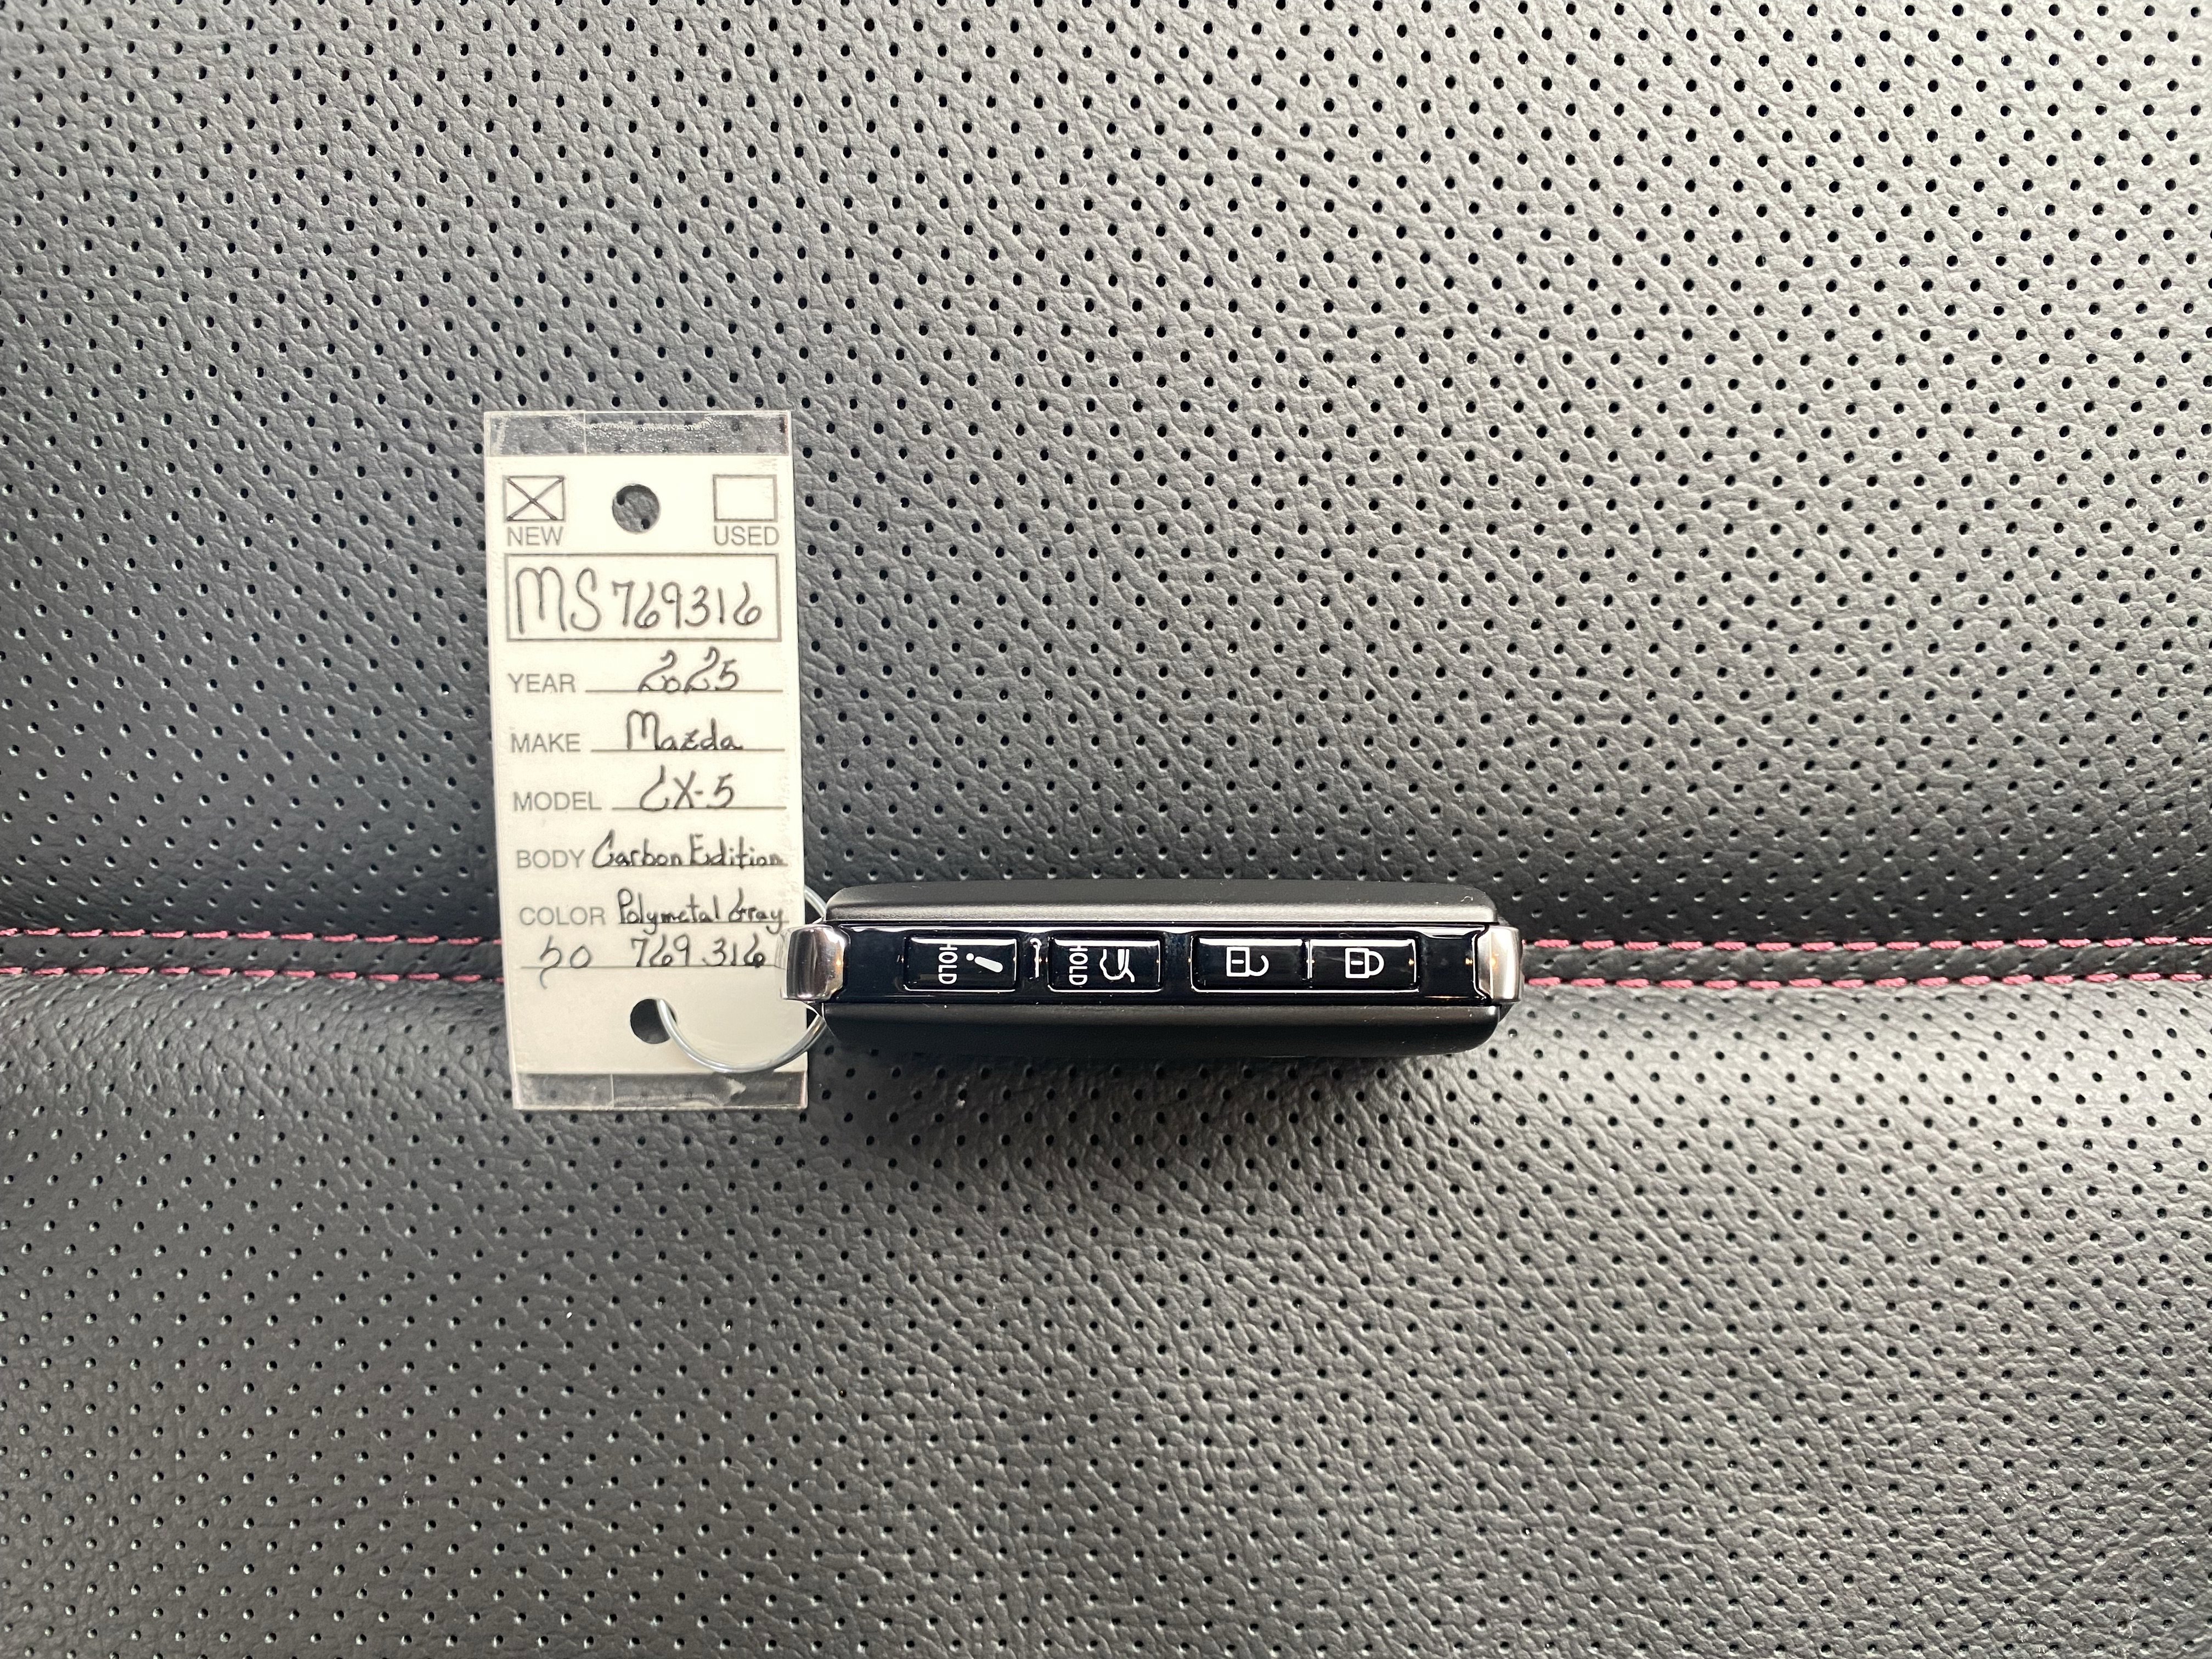 NEW USED
MS769316
YEAR 2025
MAKE Mazda
MODEL CX-5
BODY Carbon Edition
COLOR Polymetal Gray
50 769316
HOLD HOLD